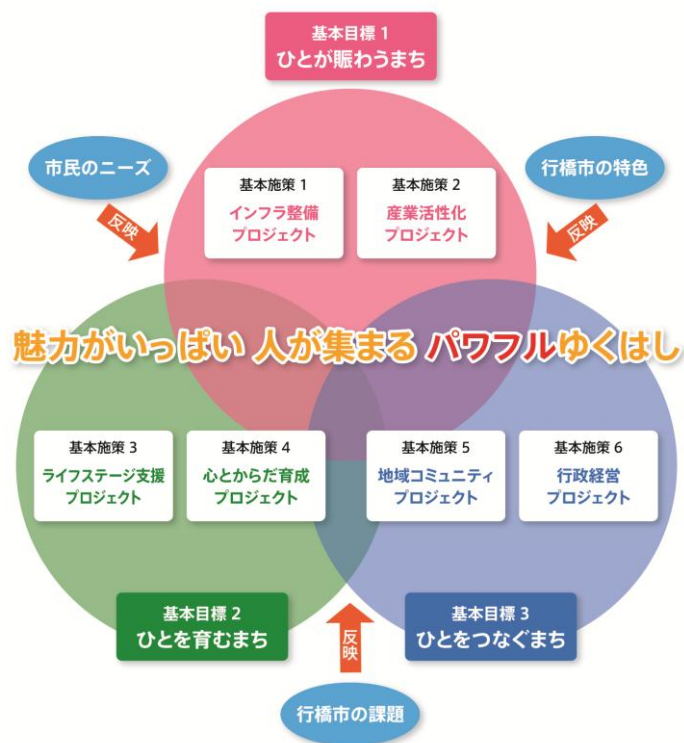 基本目標 1
ひとが賑わうまち
市民のニーズ
行橋市の特色
反映
反映
基本施策 1
インフラ整備
プロジェクト
基本施策 2
産業活性化
プロジェクト
魅力がいっぱい 人が集まる パワフルゆくはし
基本施策 3
ライフステージ支援
プロジェクト
基本施策 4
心とからだ育成
プロジェクト
基本施策 5
地域コミュニティ
プロジェクト
基本施策 6
行政経営
プロジェクト
基本目標 2
ひとを育むまち
反映
基本目標 3
ひとをつなぐまち
行橋市の課題